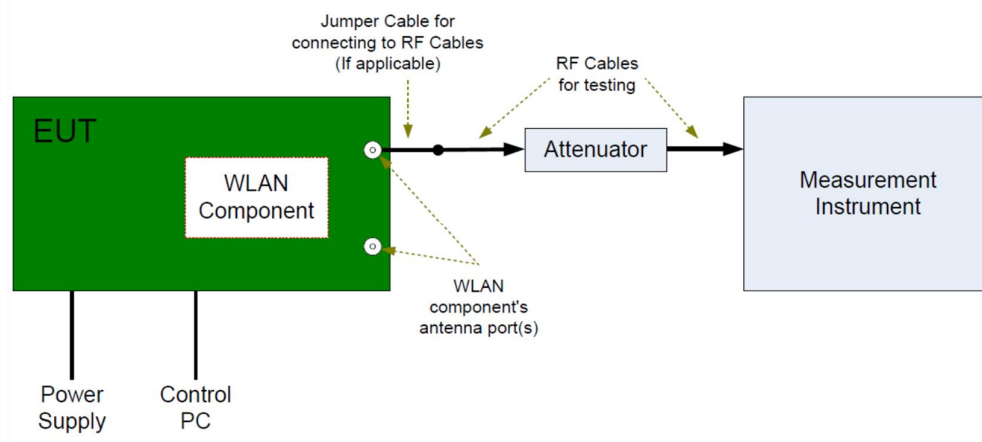 Jumper Cable for
connecting to RF Cables
(If applicable)
RF Cables
for testing
EUT
WLAN
Component
Attenuator
Measurement
Instrument
WLAN
component's
antenna port(s)
Power
Supply
Control
PC